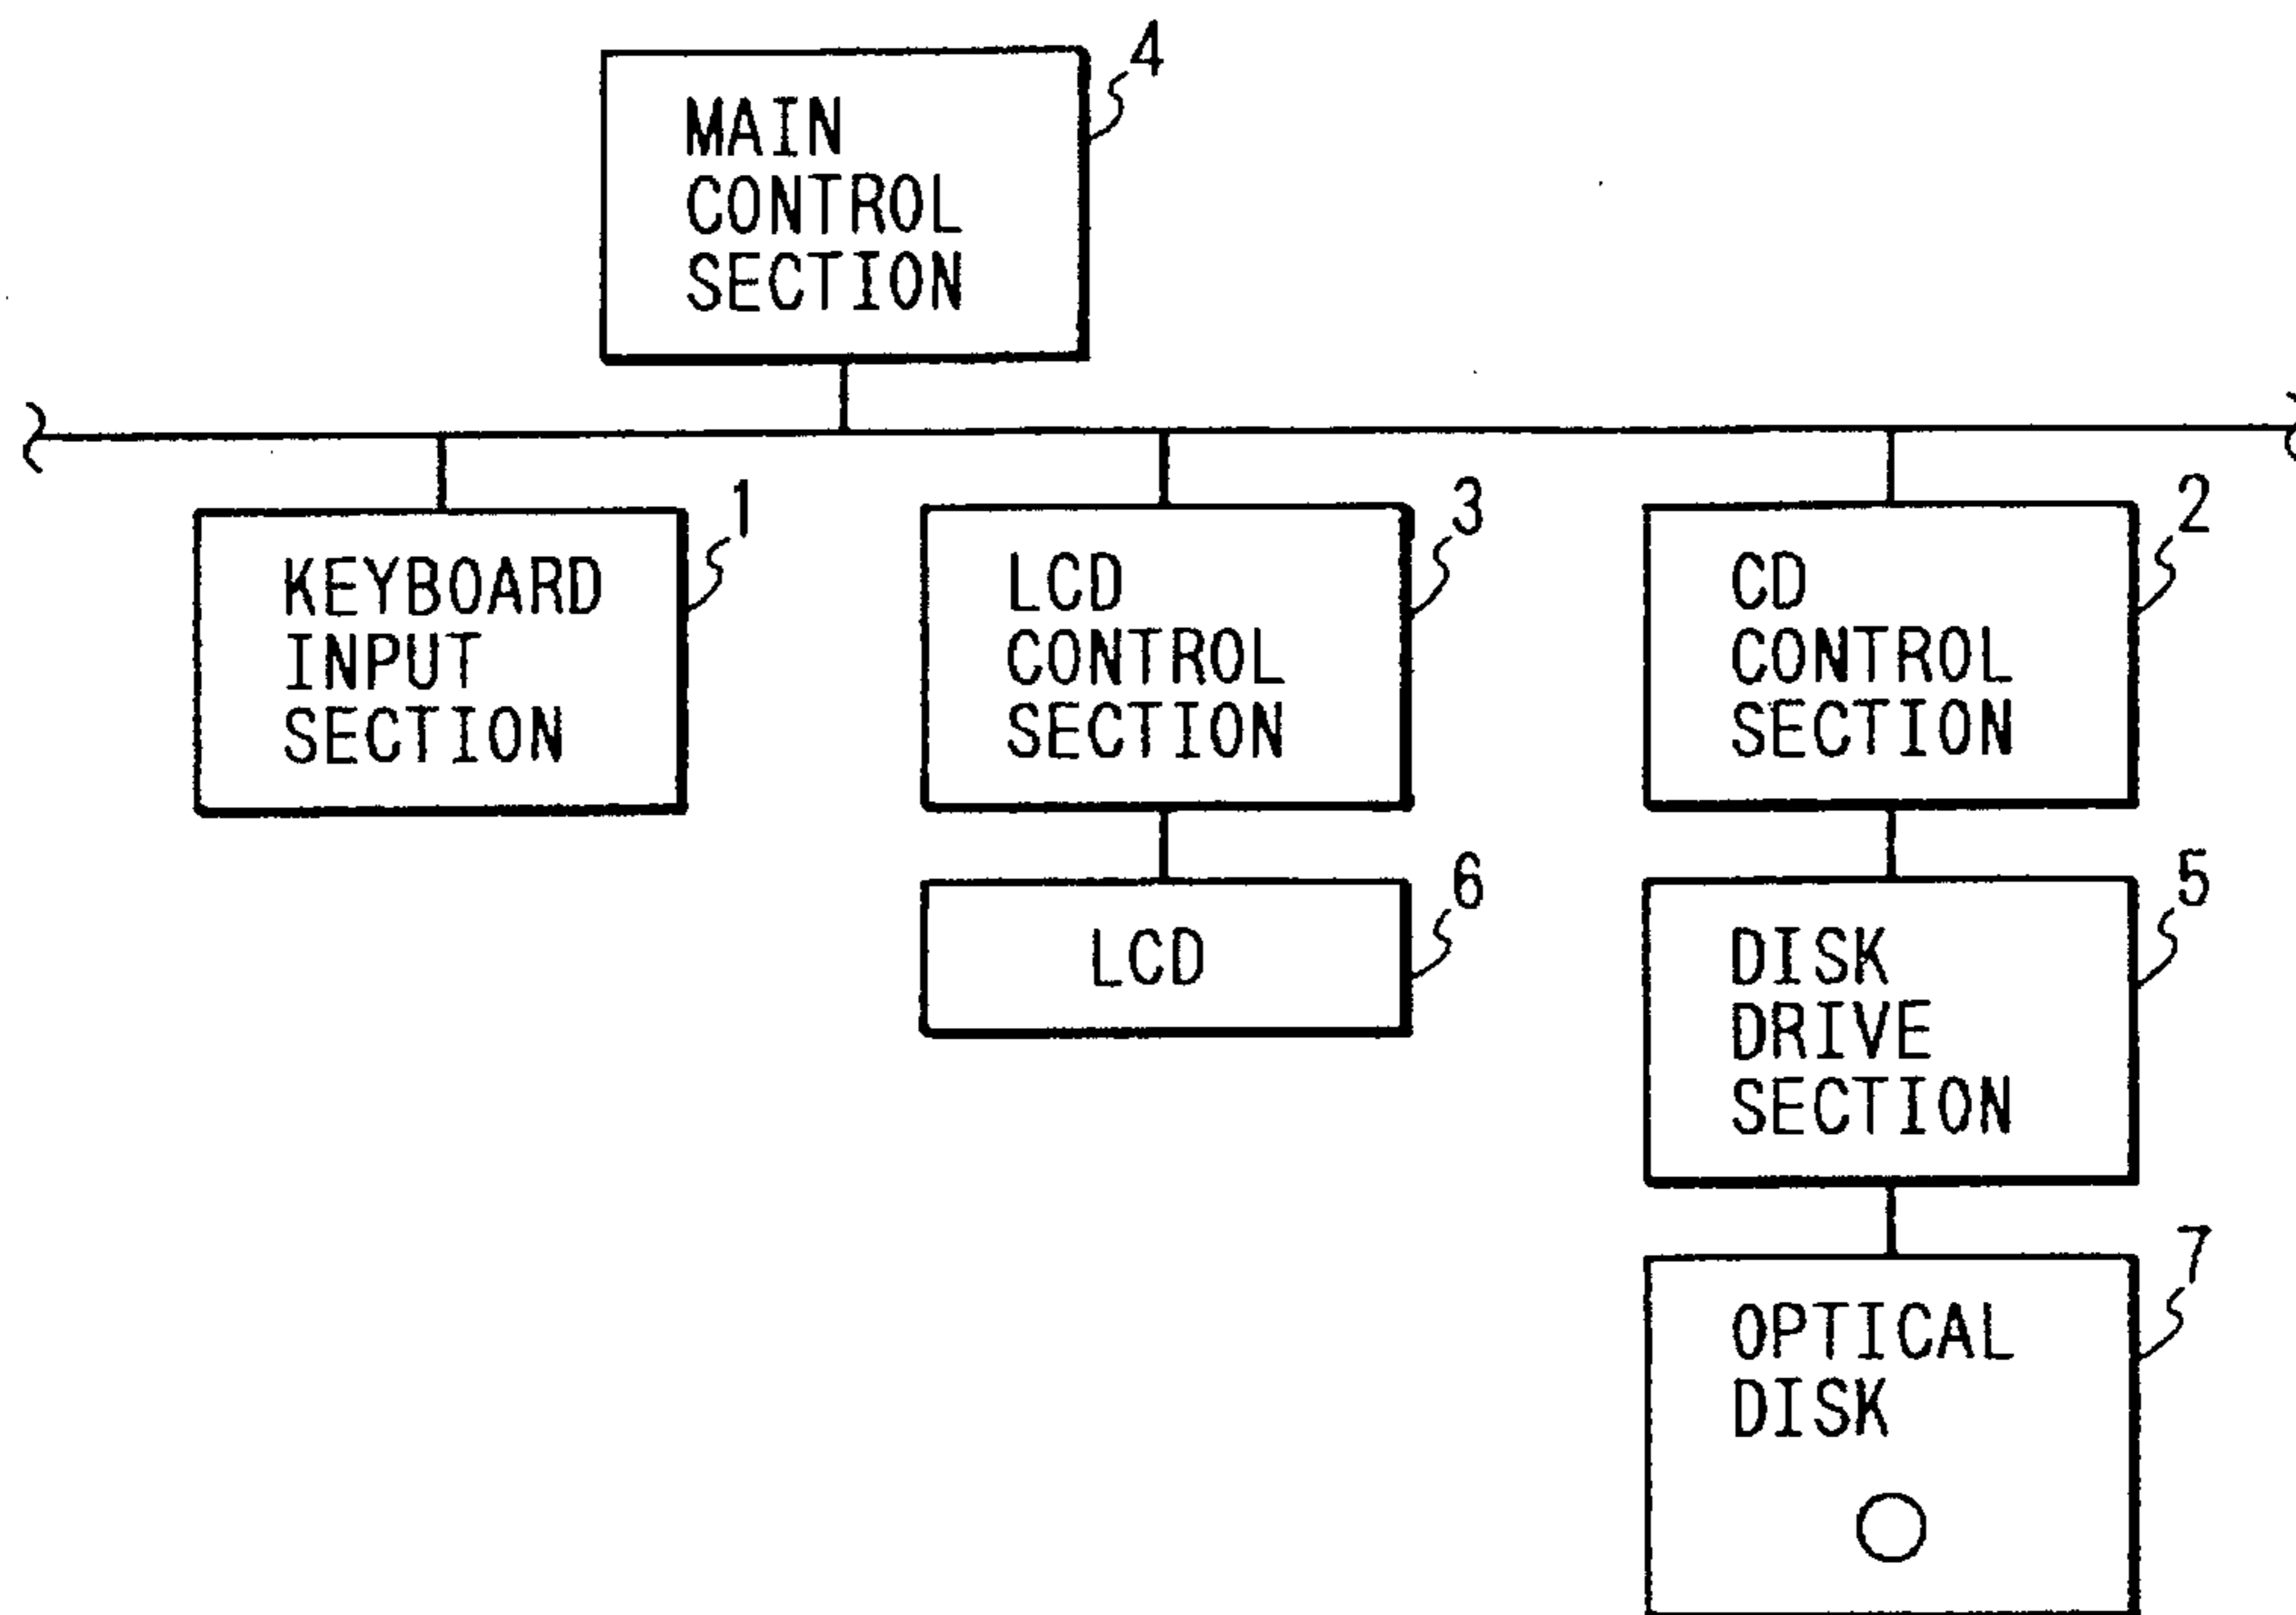 4
MAIN
CONTROL
SECTION
1
KEYBOARD
INPUT
SECTION
3
LCD
CONTROL
SECTION
2
CD
CONTROL
SECTION
6
LCD
5
DISK
DRIVE
SECTION
7
OPTICAL
DISK